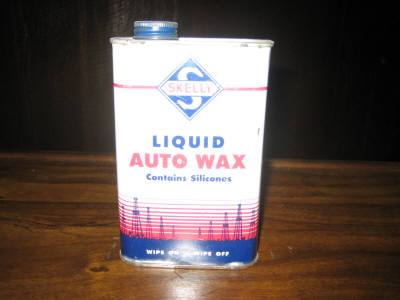 S
SKELLY
LIQUID
AUTO WAX
Contains Silicones
WIPE ON - WIPE OFF